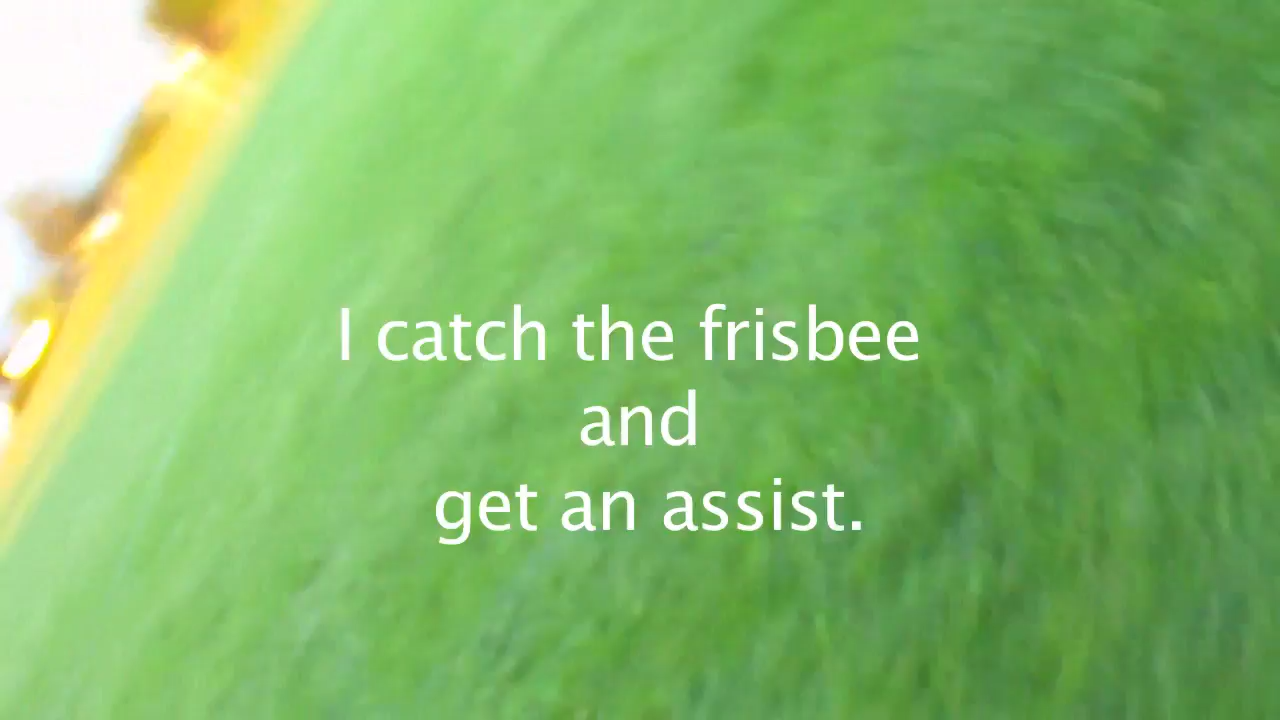 I catch the frisbee
and
get an assist.